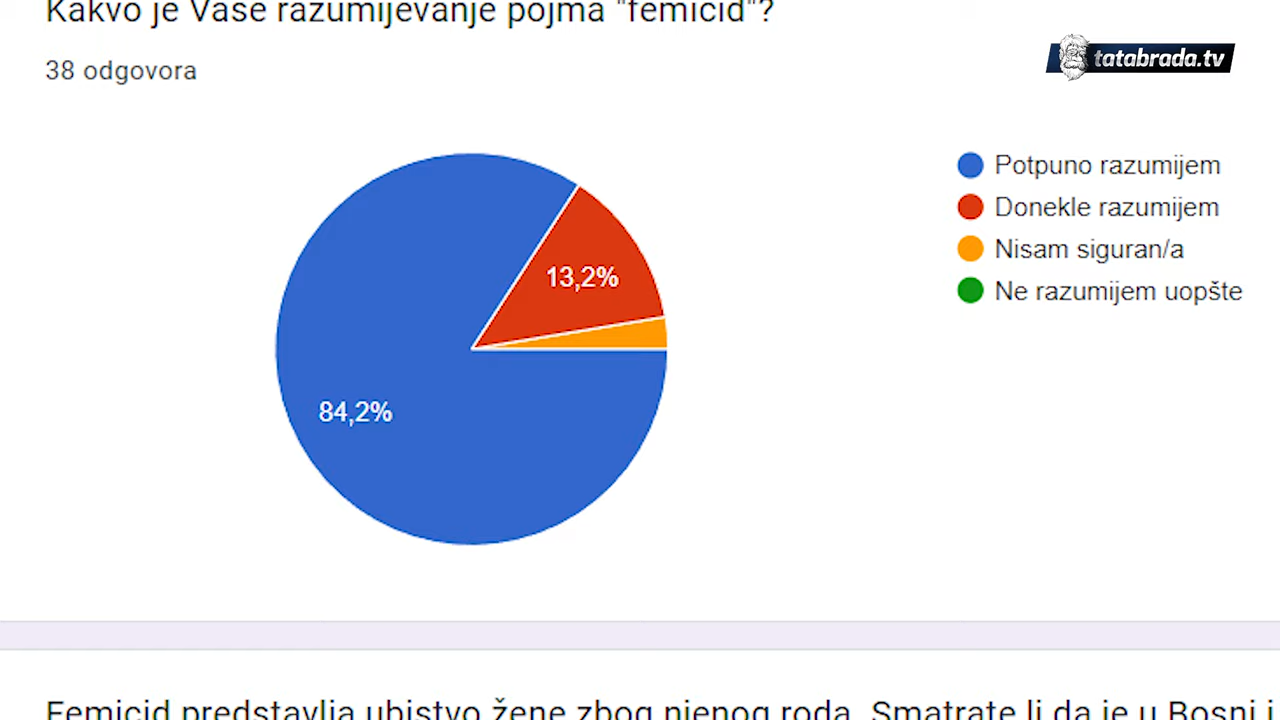 Kakvo je Vaše razumijevanje pojma "femicid"?
38 odgovora
tatabrada.tv
Potpuno razumijem
Donekle razumijem
Nisam siguran/a
Ne razumijem uopšte
13,2%
84,2%
Femicid predstavlja ubistvo žene zbog njenog roda. Smatrate li da je u Bosni i